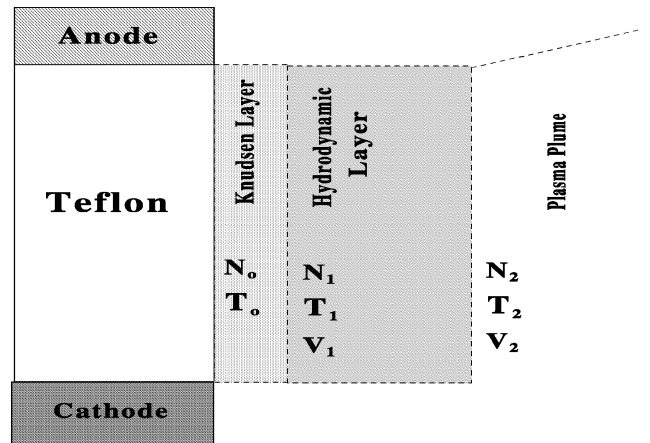 Anode
Teflon
Cathode
Knudsen Layer
Hydrodynamic
Layer
Plasma Plume
N₀
T₀
N₁
T₁
V₁
N₂
T₂
V₂